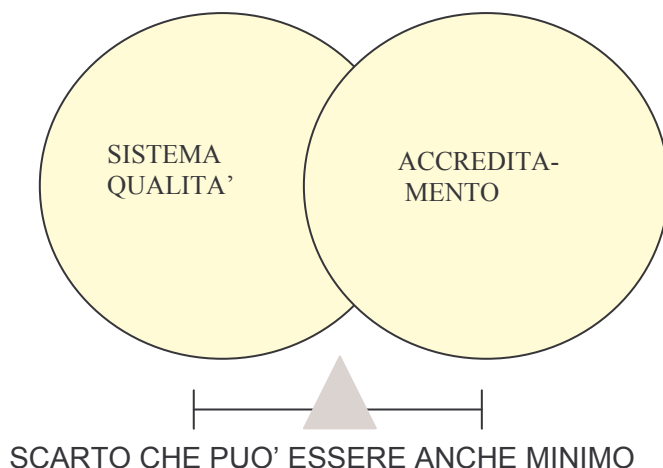 SISTEMA
QUALITA’
ACCREDITA-
MENTO
SCARTO CHE PUO’ ESSERE ANCHE MINIMO